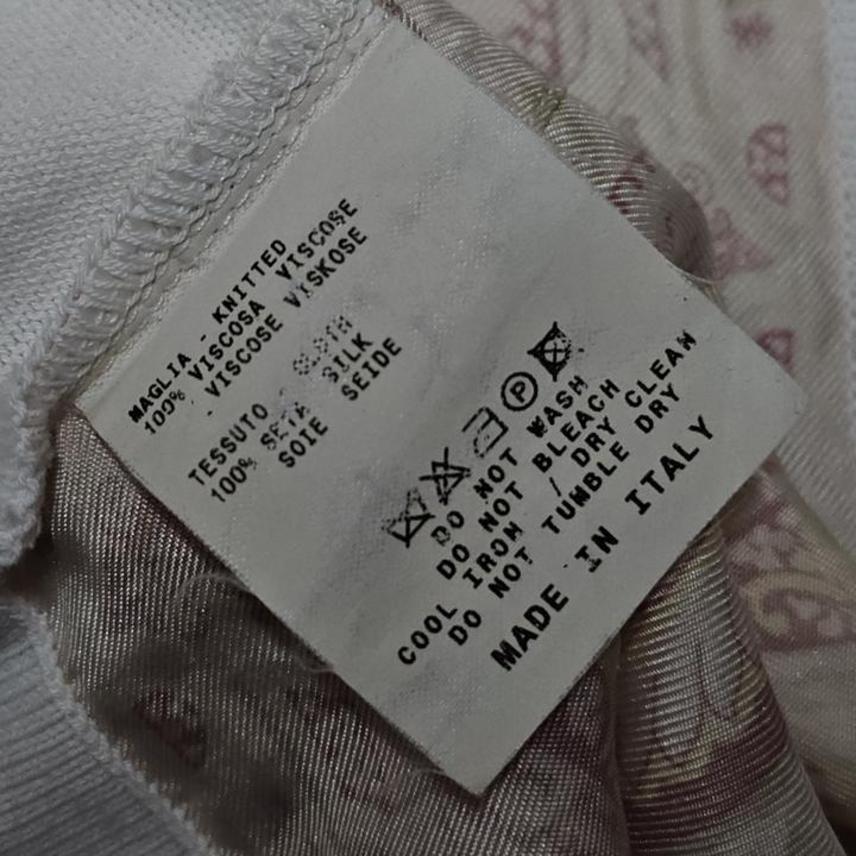 MAGLIA - KNITTED
100% VISCOSA VISCOSE
- VISCOSE VISKOSE
TESSUTO - CLOTH
100% SETA SILK
SOIE SEIDE
P
DO NOT WASH
DO NOT BLEACH
COOL IRON / DRY CLEAN
DO NOT TUMBLE DRY
MADE IN ITALY